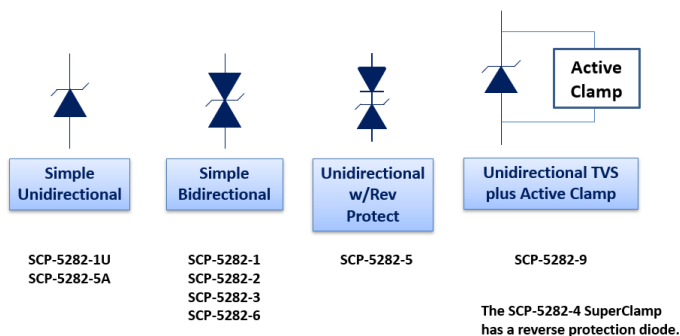 Active
Clamp
Simple
Unidirectional
Simple
Bidirectional
Unidirectional
w/Rev
Protect
Unidirectional TVS
plus Active Clamp
SCP-5282-1U
SCP-5282-5A
SCP-5282-1
SCP-5282-2
SCP-5282-3
SCP-5282-6
SCP-5282-5
SCP-5282-9
The SCP-5282-4 SuperClamp
has a reverse protection diode.